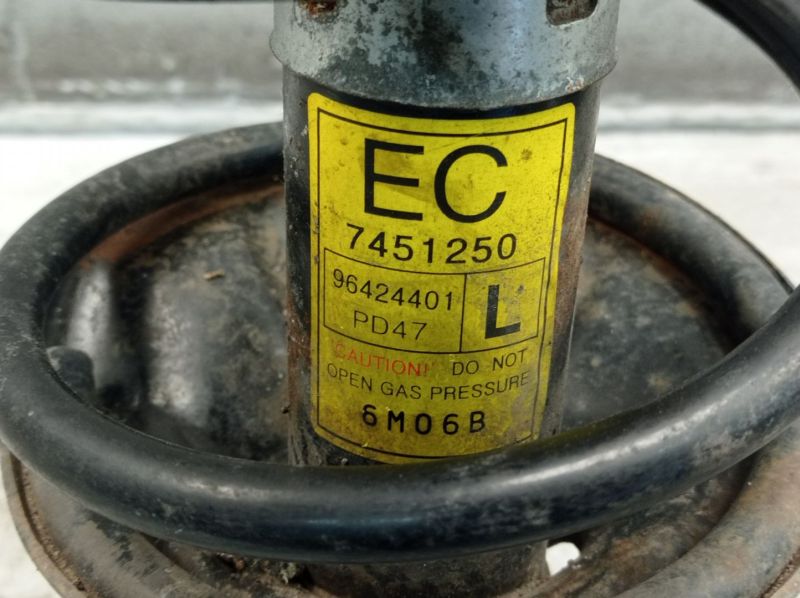 EC
7451250
96424401 L
PD47
CAUTION! DO NOT
OPEN GAS PRESSURE
6M06B